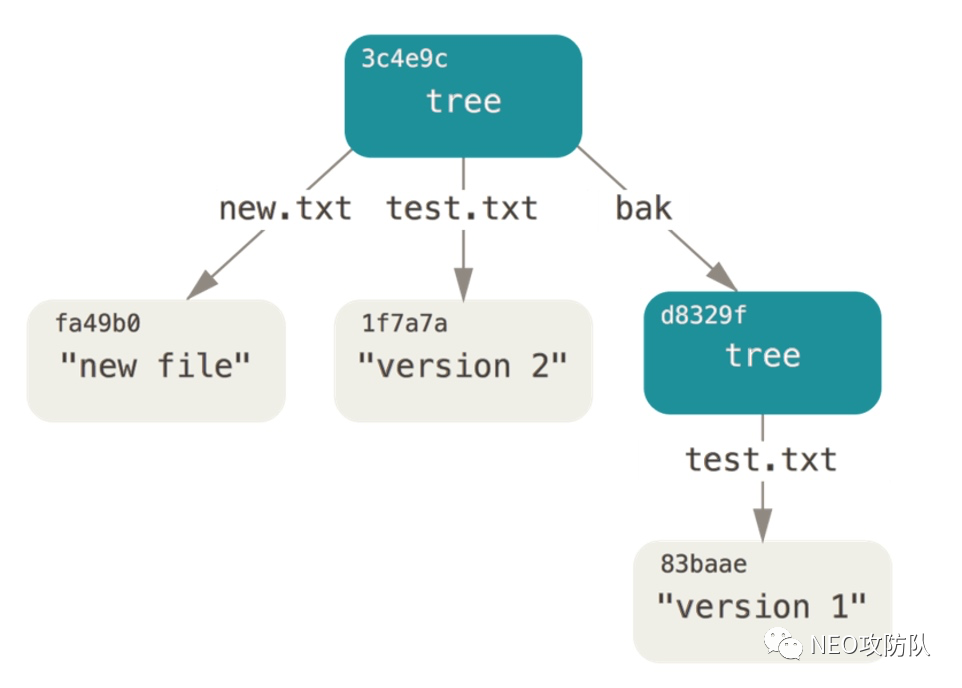 3c4e9c
tree
new.txt test.txt bak
fa49b0
"new file"
1f7a7a
"version 2"
d8329f
tree
test.txt
83baae
"version 1"
NEO攻防队